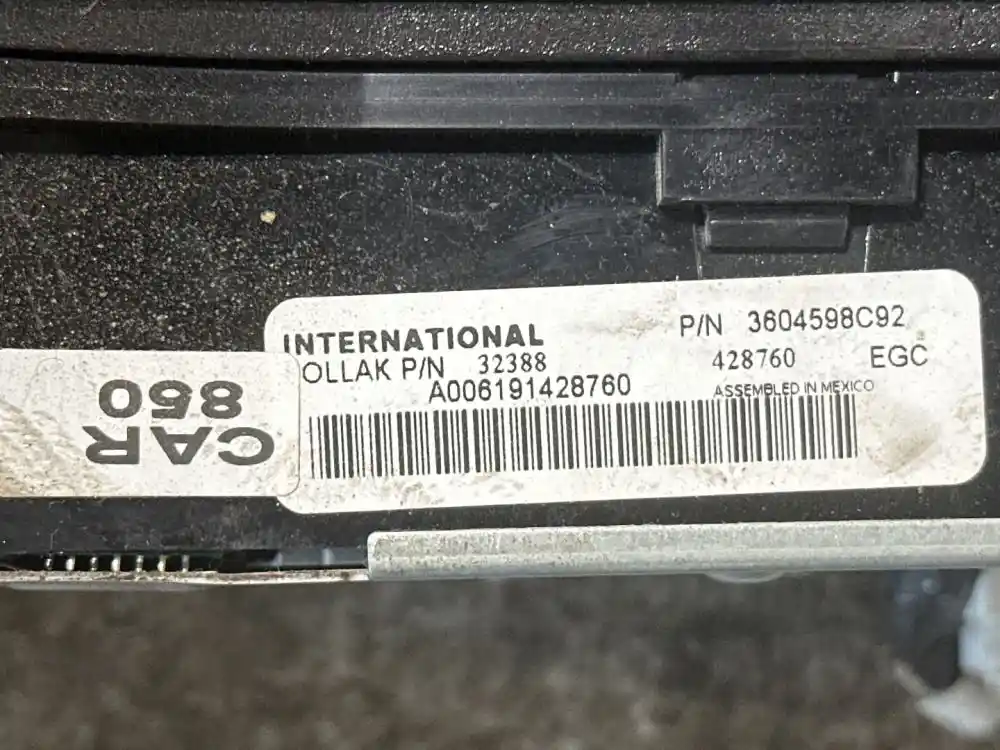 INTERNATIONAL P/N 3604598C92
OLLAK P/N 32388 428760 EGC
A006191428760 ASSEMBLED IN MEXICO
CAR
850